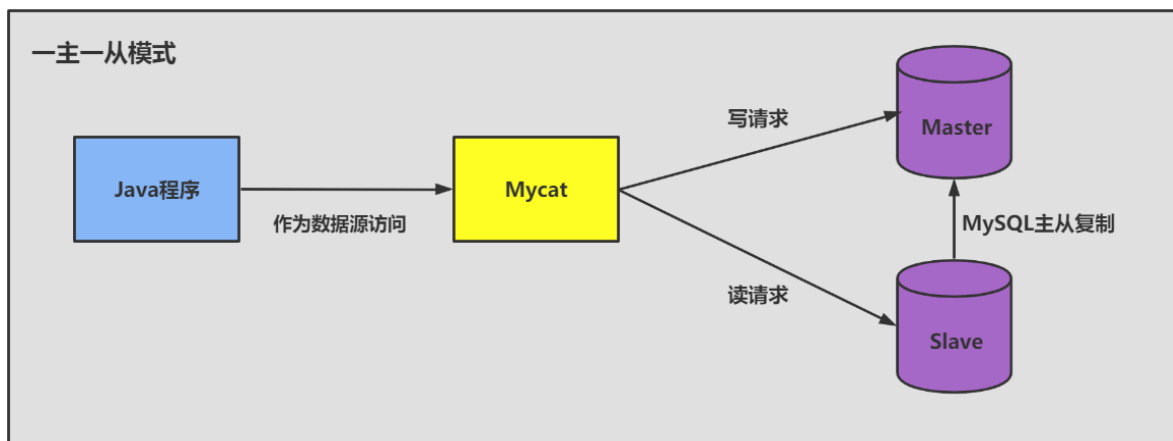 一主一从模式
Java程序
作为数据源访问
Mycat
写请求
读请求
Master
MySQL主从复制
Slave